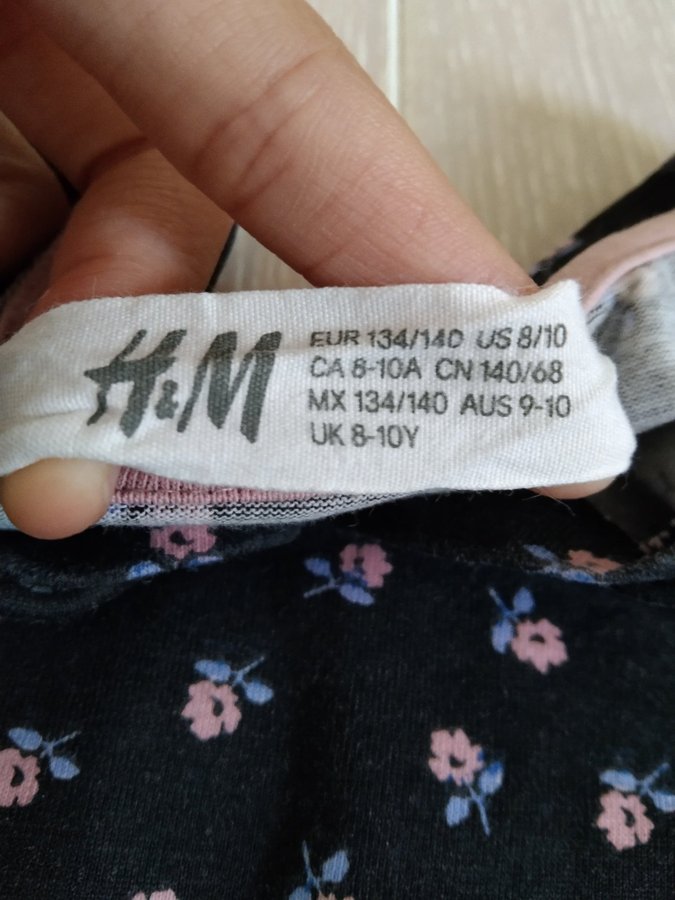 H&M
EUR 134/140 US 8/10
CA 8-10A CN 140/68
MX 134/140 AUS 9-10
UK 8-10Y